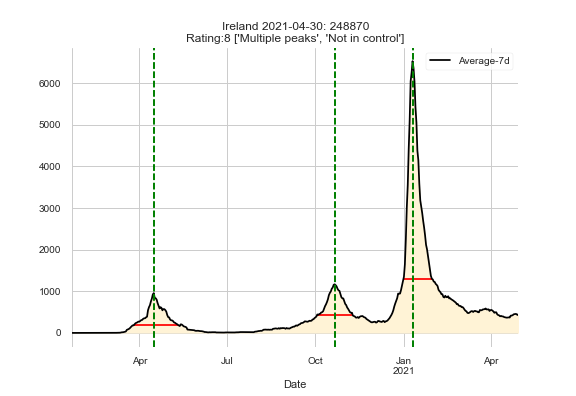 Ireland 2021-04-30: 248870
Rating:8 ['Multiple peaks', 'Not in control']
Average-7d
6000
5000
4000
3000
2000
1000
0
Apr
Jul
Oct
Jan
2021
Apr
Date